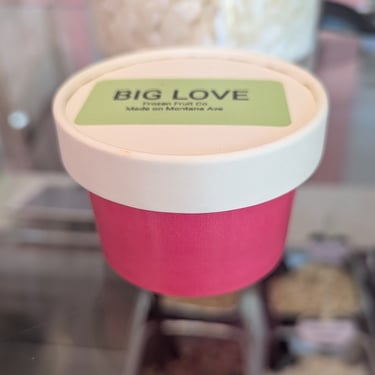 BIG LOVE
Frozen Fruit Co.
Made on Montana Ave